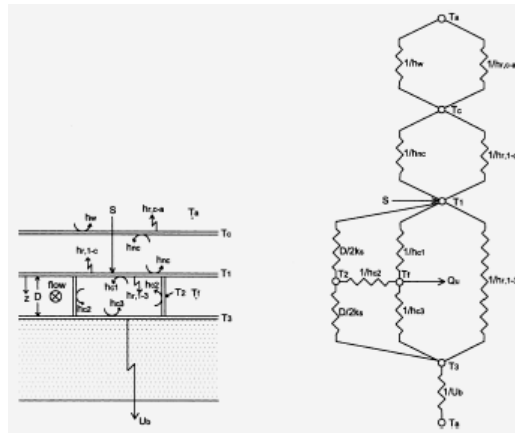 Ta
1/hw
1/hr,c-a
Tc
1/hnc
1/hr,1-c
S
T1
D/2ks
1/hc1
1/hr,1-3
T2
1/hc2
Tf
Qu
D/2ks
1/hc3
T3
1/Ub
Ta
hw
S
hr,c-a
Ta
Tc
hnc
hr,1-c
hnc
T1
z
D
flow
hc1
hc2
T2
Tf
hc2
hc3
hr,1-3
T3
Ub